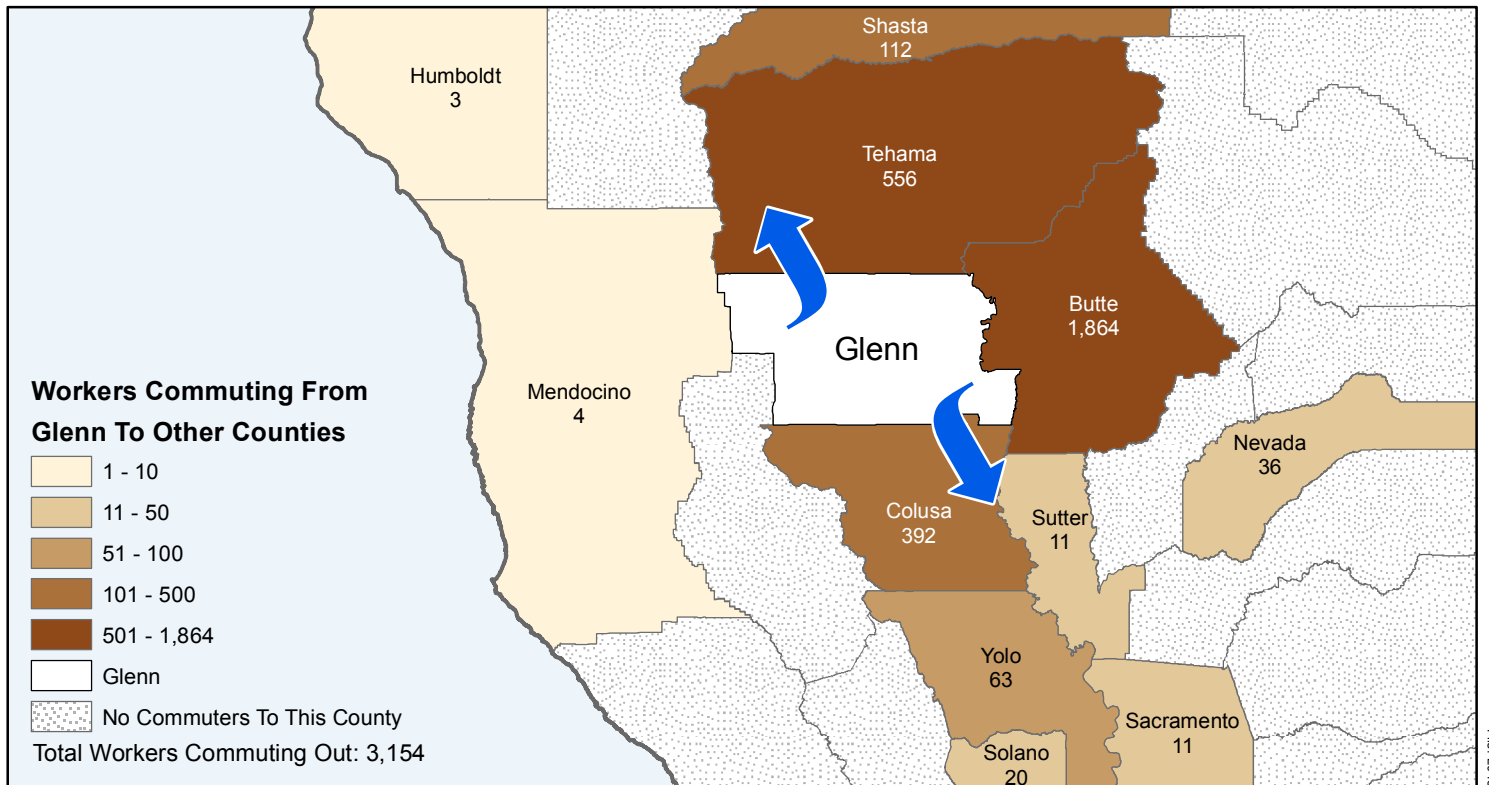 Shasta
112
Humboldt
3
Tehama
556
Butte
1,864
Glenn
Mendocino
4
Nevada
36
Colusa
392
Sutter
11
Yolo
63
Sacramento
11
Solano
20
Workers Commuting From
Glenn To Other Counties
1 - 10
11 - 50
51 - 100
101 - 500
501 - 1,864
Glenn
No Commuters To This County
Total Workers Commuting Out: 3,154